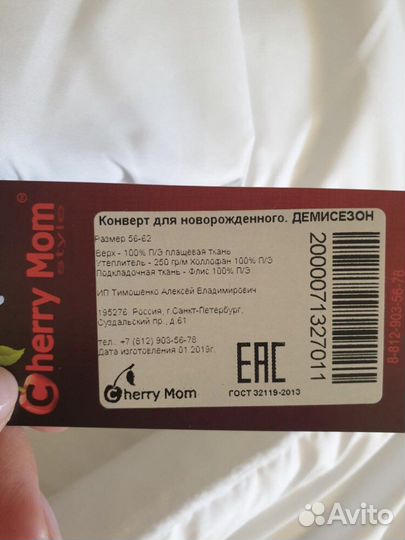 Cherry Mom®
style
Конверт для новорожденного. ДЕМИСЕЗОН
Размер 56-62
Верх - 100% П/Э плащевая ткань
Утеплитель - 250 гр/м Холлофан 100% П/Э
Подкладочная ткань - Флис 100% П/Э
ИП Тимошенко Алексей Владимирович
195276 Россия, г.Санкт-Петербург,
Суздальский пр., д.61
тел.. +7 (812) 903-56-78
Дата изготовления 01.2019г.
Cherry Mom
EAC
ГОСТ 32119-2013
2000071327011
8-812-903-56-78
Avito